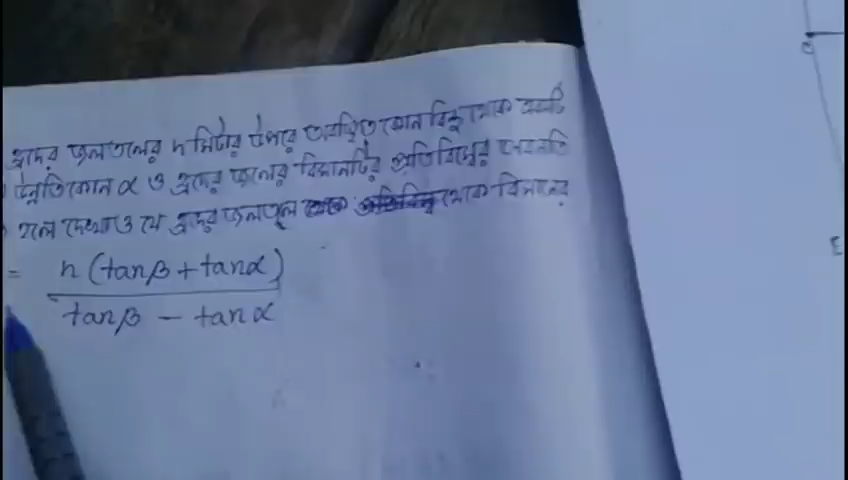 হ্রদের জলতলের h মিটার উপরে অবস্থিত কোন বিন্দু থেকে একটি
উন্নতিকোন α ও হ্রদের জলের বিমানটির প্রতিবিম্বের অবনতি
হলে দেখাও যে হ্রদের জলতল থেকে বিমানের
= h (tanβ + tanα)
tanβ - tanα
E